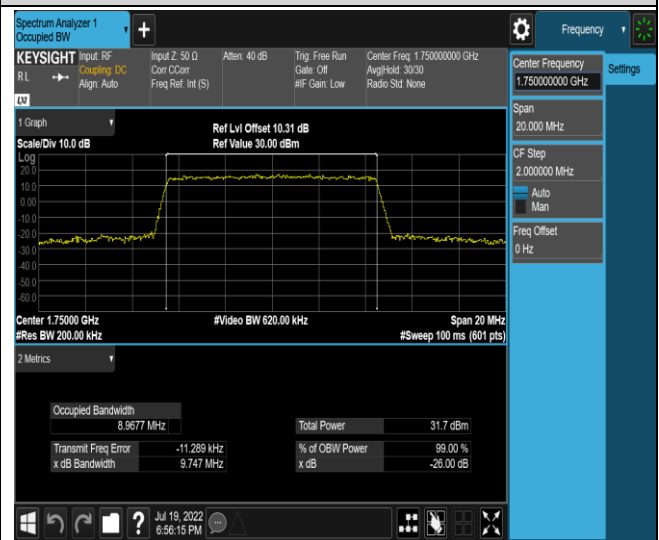 Spectrum Analyzer 1
Occupied BW
+
Frequency
KEYSIGHT Input: RF Input Z: 50 Ω Atten: 40 dB Trig: Free Run Center Freq: 1.750000000 GHz
RL Coupling: DC Corr CCorr Gate: Off Avg|Hold: 30/30
Align: Auto Freq Ref: Int (S) #IF Gain: Low Radio Std: None
LXI
Center Frequency
1.750000000 GHz
Settings
Span
20.000 MHz
CF Step
2.000000 MHz
Auto
Man
Freq Offset
0 Hz
1 Graph
Ref Lvl Offset 10.31 dB
Scale/Div 10.0 dB Ref Value 30.00 dBm
Log
20.0
10.0
0.00
-10.0
-20.0
-30.0
-40.0
-50.0
-60.0
Center 1.75000 GHz #Video BW 620.00 kHz Span 20 MHz
#Res BW 200.00 kHz #Sweep 100 ms (601 pts)
2 Metrics
Occupied Bandwidth
8.9677 MHz Total Power 31.7 dBm
Transmit Freq Error -11.289 kHz % of OBW Power 99.00 %
x dB Bandwidth 9.747 MHz x dB -26.00 dB
? Jul 19, 2022
6:56:15 PM